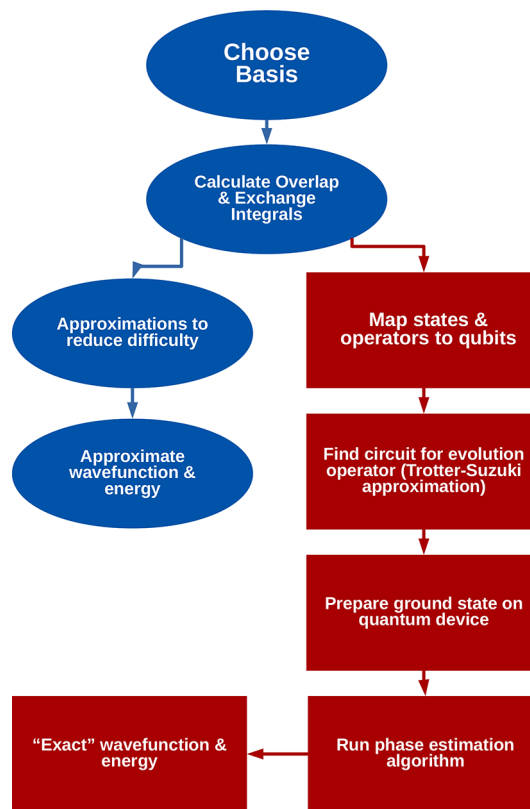 Choose
Basis
Calculate Overlap
& Exchange
Integrals
Approximations to
reduce difficulty
Map states &
operators to qubits
Approximate
wavefunction &
energy
Find circuit for evolution
operator (Trotter-Suzuki
approximation)
Prepare ground state on
quantum device
“Exact” wavefunction &
energy
Run phase estimation
algorithm